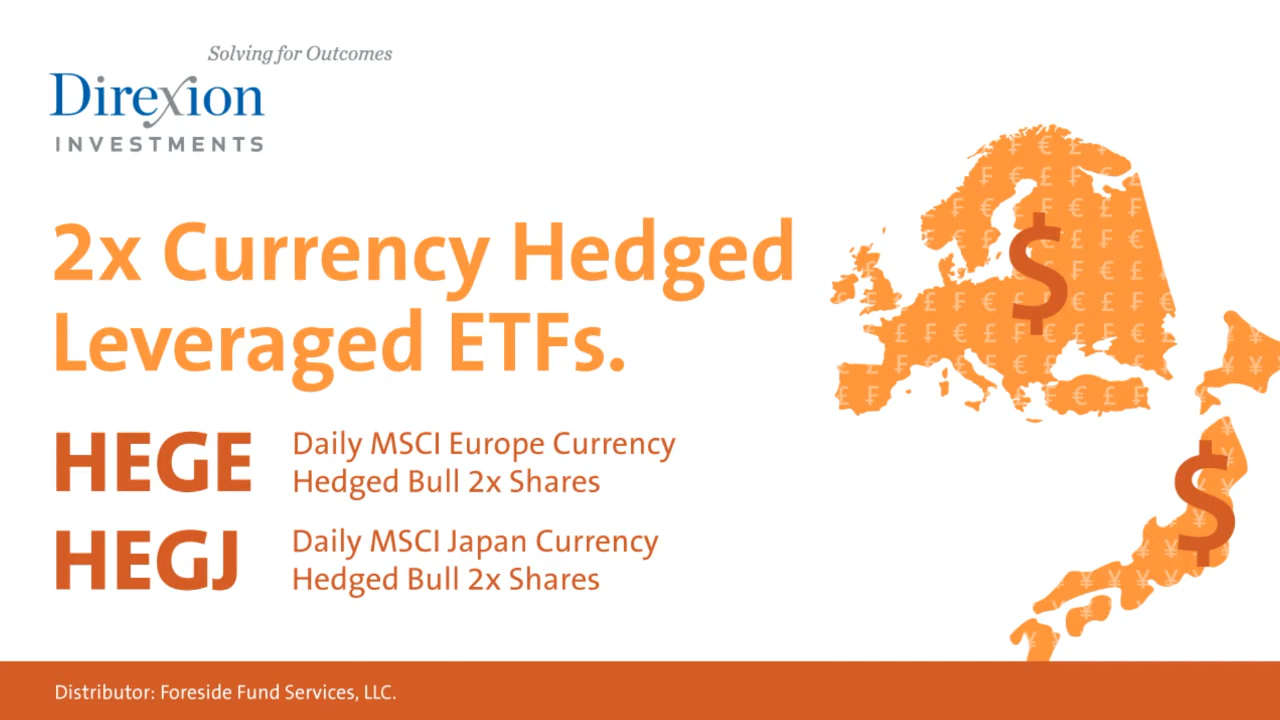 Solving for Outcomes
Direxion
INVESTMENTS
2x Currency Hedged
Leveraged ETFs.
HEGE
Daily MSCI Europe Currency
Hedged Bull 2x Shares
HEGJ
Daily MSCI Japan Currency
Hedged Bull 2x Shares
$
$
Distributor: Foreside Fund Services, LLC.